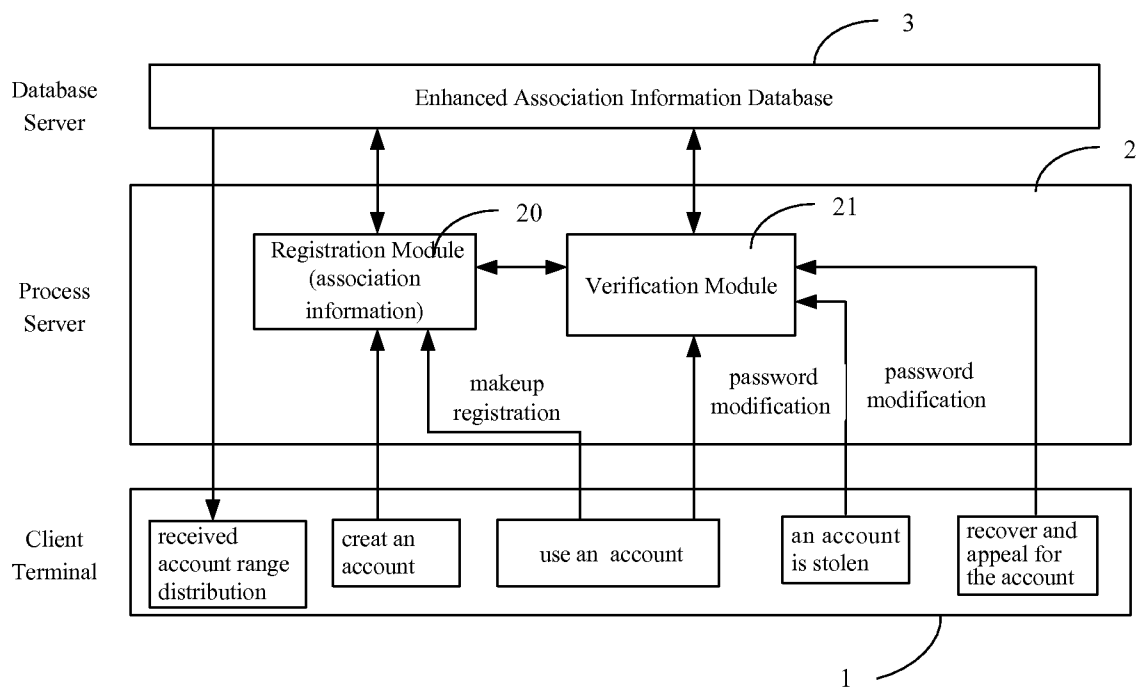 3
Database
Server
Enhanced Association Information Database
2
20
21
Registration Module
(association
information)
Verification Module
Process
Server
makeup
registration
password
modification
password
modification
Client
Terminal
received
account range
distribution
creat an
account
use an account
an account
is stolen
recover and
appeal for
the account
1